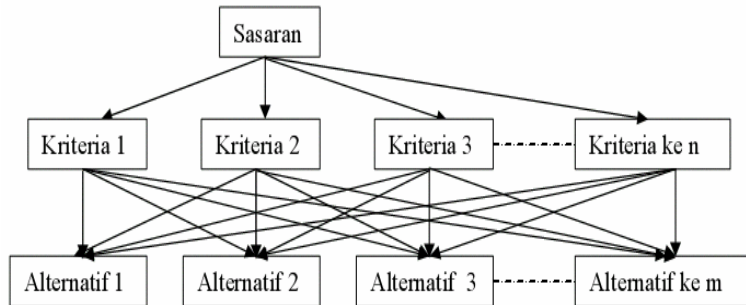 Sasaran
Kriteria 1
Kriteria 2
Kriteria 3
Kriteria ke n
Alternatif 1
Alternatif 2
Alternatif 3
Alternatif ke m